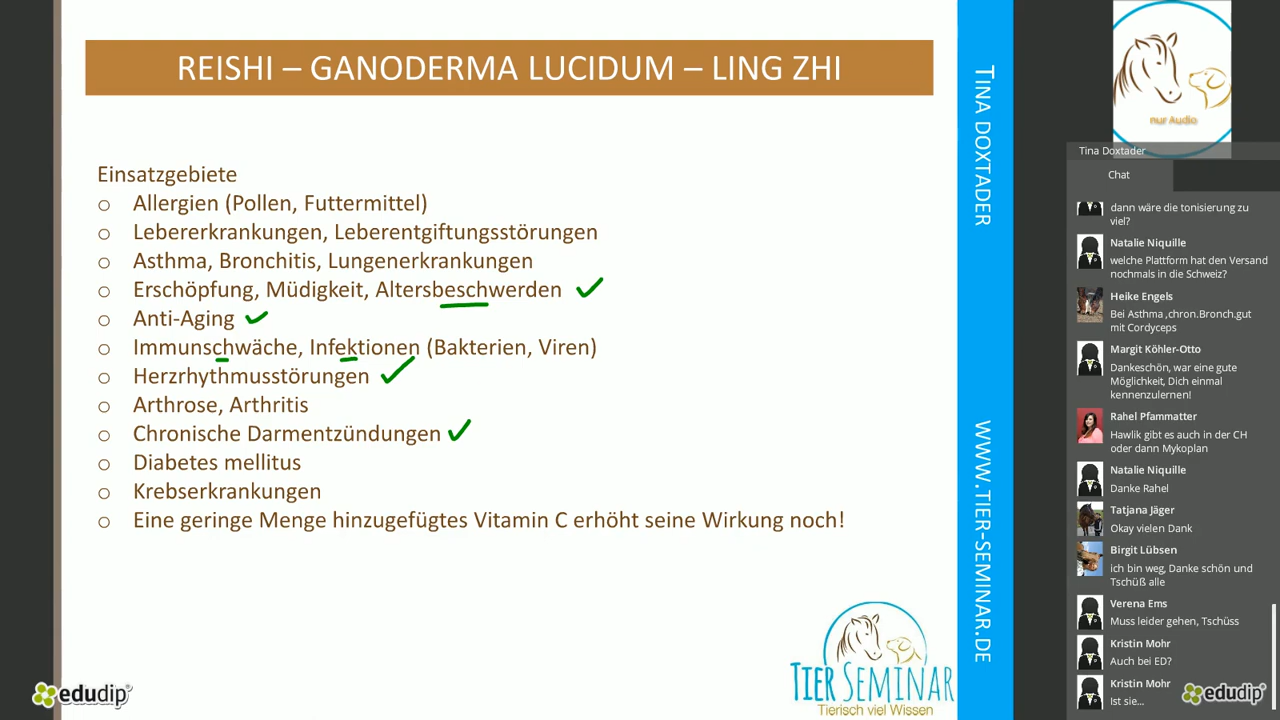 REISHI – GANODERMA LUCIDUM – LING ZHI
Einsatzgebiete
o Allergien (Pollen, Futtermittel)
o Lebererkrankungen, Leberentgiftungsstörungen
o Asthma, Bronchitis, Lungenerkrankungen
o Erschöpfung, Müdigkeit, Altersbeschwerden ✓
o Anti-Aging ✓
o Immunschwäche, Infektionen (Bakterien, Viren)
o Herzrhythmusstörungen ✓
o Arthrose, Arthritis
o Chronische Darmentzündungen ✓
o Diabetes mellitus
o Krebserkrankungen
o Eine geringe Menge hinzugefügtes Vitamin C erhöht seine Wirkung noch!
TIER SEMINAR
Tierisch viel Wissen
edudip
TINA DOXTADER
WWW.TIER-SEMINAR.DE
nur Audio
Tina Doxtader
Chat
dann wäre die tonisierung zu
viel?
Natalie Niquille
welche Plattform hat den Versand
nochmals in die Schweiz?
Heike Engels
Bei Asthma ,chron.Bronch.gut
mit Cordyceps
Margit Köhler-Otto
Dankeschön, war eine gute
Möglichkeit, Dich einmal
kennenzulernen!
Rahel Pfammatter
Hawlik gibt es auch in der CH
oder dann Mykoplan
Natalie Niquille
Danke Rahel
Tatjana Jäger
Okay vielen Dank
Birgit Lübsen
ich bin weg, Danke schön und
Tschüß alle
Verena Ems
Muss leider gehen, Tschüss
Kristin Mohr
Auch bei ED?
Kristin Mohr
Ist sie...
edudip